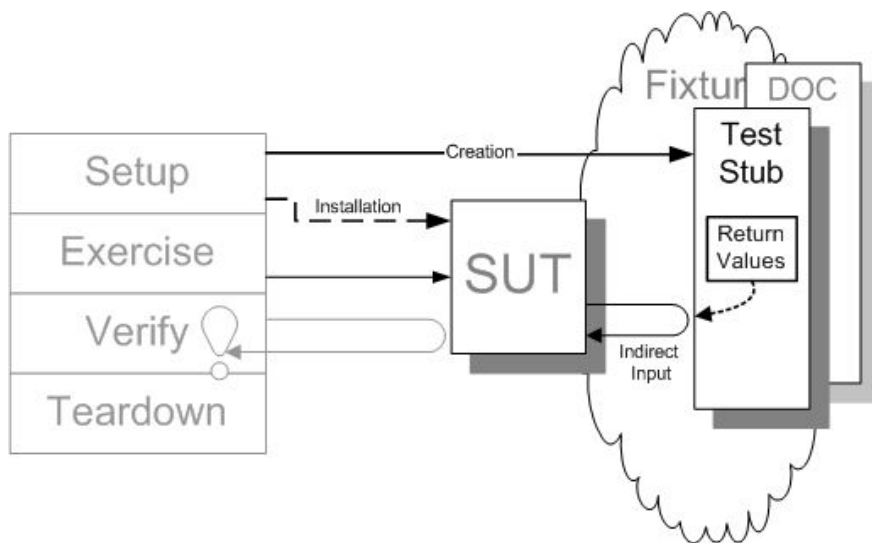 Fixtur
DOC
Test
Stub
Creation
Setup
Installation
Return
Values
Exercise
SUT
Verify
Indirect
Input
Teardown